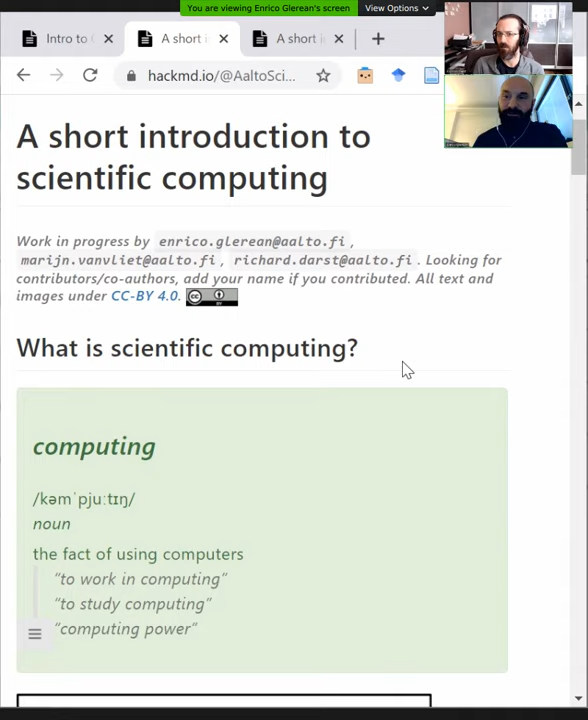 You are viewing Enrico Glerean's screen
View Options
Intro to
A short i
A short i
hackmd.io/@AaltoSci...
A short introduction to
scientific computing
Work in progress by enrico.glerean@aalto.fi ,
marijn.vanvliet@aalto.fi , richard.darst@aalto.fi . Looking for
contributors/co-authors, add your name if you contributed. All text and
images under CC-BY 4.0.
What is scientific computing?
computing
/kəmˈpjuːtɪŋ/
noun
the fact of using computers
“to work in computing”
“to study computing”
“computing power”